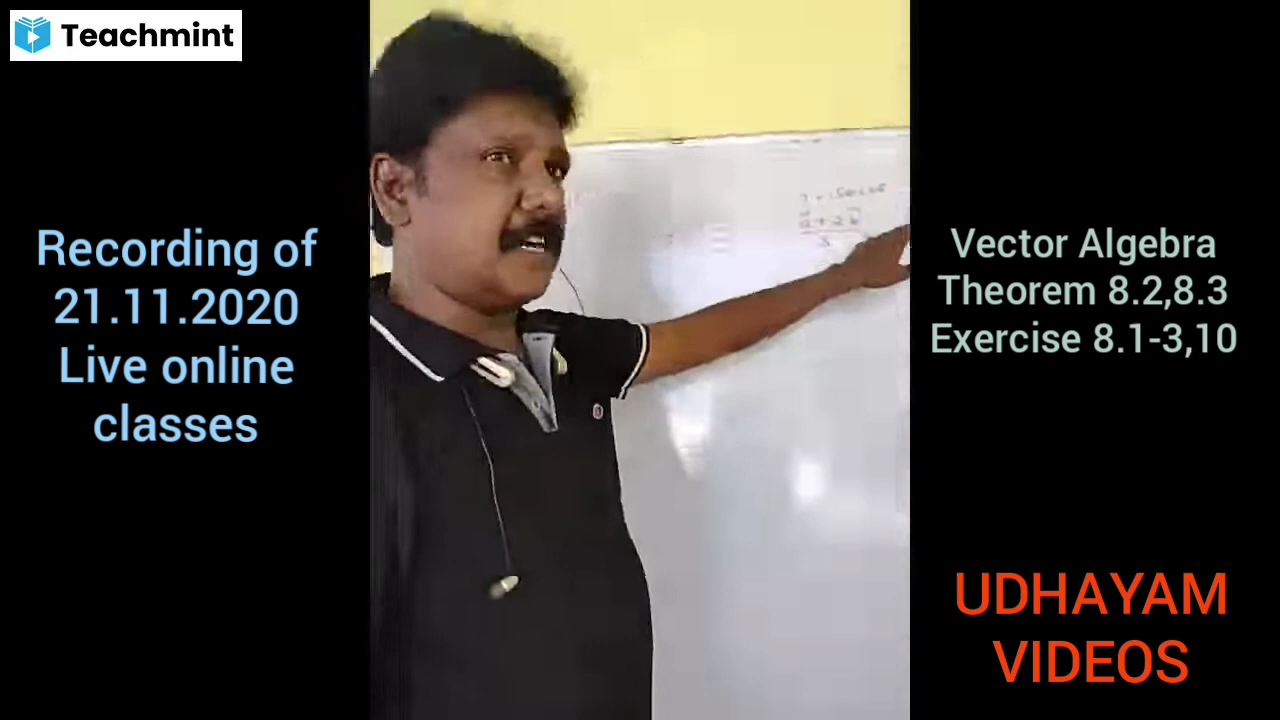 Teachmint
Recording of
21.11.2020
Live online
classes
Vector Algebra
Theorem 8.2,8.3
Exercise 8.1-3,10
UDHAYAM
VIDEOS